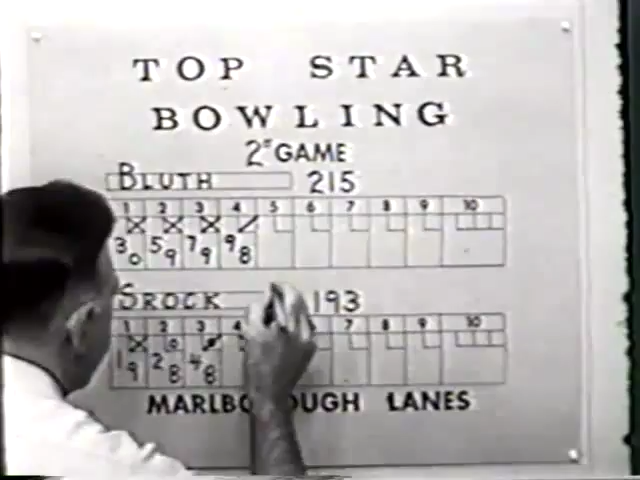 TOP STAR
BOWLING
2ND GAME
BLUTH 215
1 2 3 4 5 6 7 8 9 10
X X X /
30 59 79 98
SROCK 193
1 2 3 4 7 8 9 10
X
19 28 48
MARLBOROUGH LANES